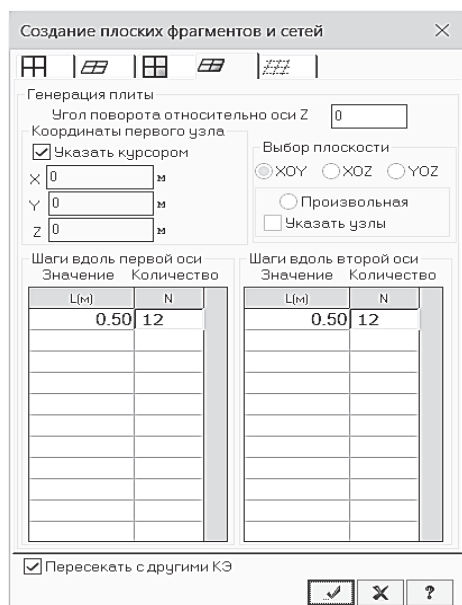 Создание плоских фрагментов и сетей
Генерация плиты
Угол поворота относительно оси Z 0
Координаты первого узла
Указать курсором
X 0 м
Y 0 м
Z 0 м
Выбор плоскости
XOY XOZ YOZ
Произвольная
Указать узлы
Шаги вдоль первой оси
Значение Количество
L(м) N
0.50 12
Шаги вдоль второй оси
Значение Количество
L(м) N
0.50 12
Пересекать с другими КЭ
?